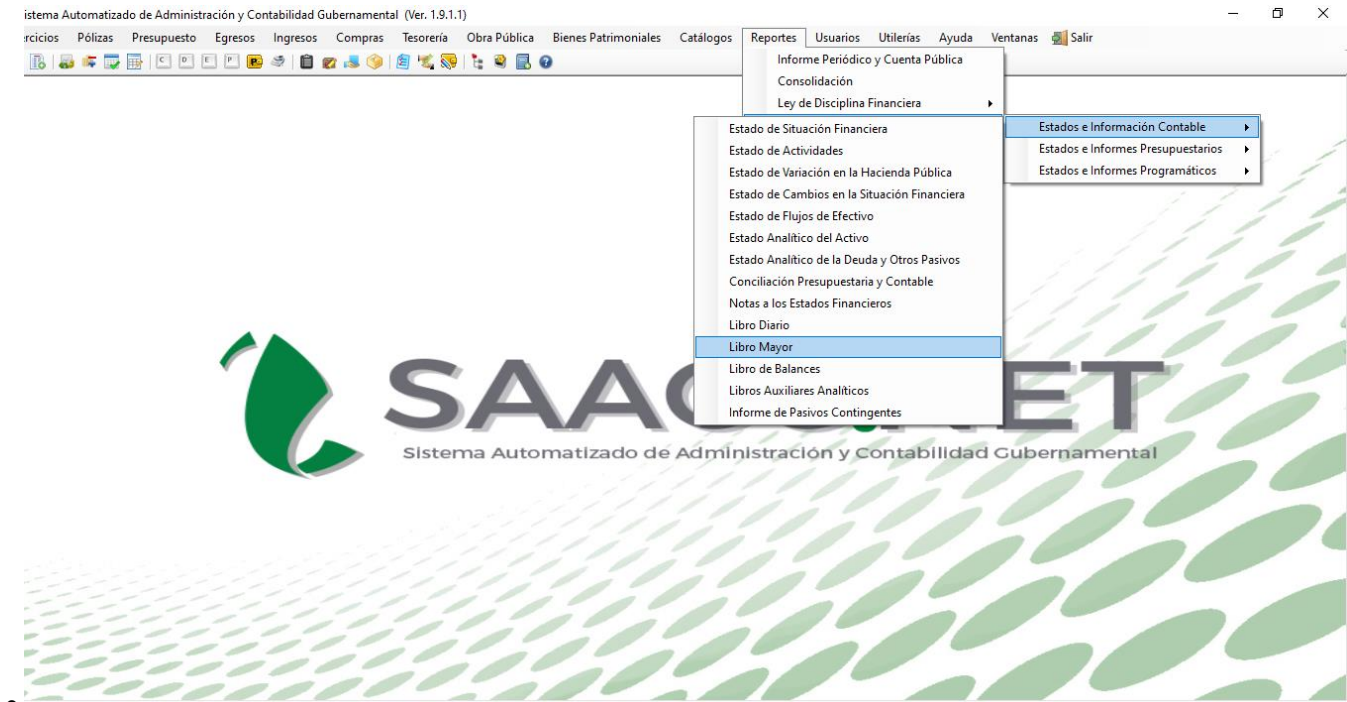 istema Automatizado de Administración y Contabilidad Gubernamental (Ver. 1.9.1.1)
rcicios Pólizas Presupuesto Egresos Ingresos Compras Tesorería Obra Pública Bienes Patrimoniales Catálogos Reportes Usuarios Utilerías Ayuda Ventanas Salir
Informe Periódico y Cuenta Pública
Consolidación
Ley de Disciplina Financiera
Estados e Información Contable
Estados e Informes Presupuestarios
Estados e Informes Programáticos
Estado de Situación Financiera
Estado de Actividades
Estado de Variación en la Hacienda Pública
Estado de Cambios en la Situación Financiera
Estado de Flujos de Efectivo
Estado Analítico del Activo
Estado Analítico de la Deuda y Otros Pasivos
Conciliación Presupuestaria y Contable
Notas a los Estados Financieros
Libro Diario
Libro Mayor
Libro de Balances
Libros Auxiliares Analíticos
Informe de Pasivos Contingentes
SAA ET
Sistema Automatizado de Administración y Contabilidad Gubernamental